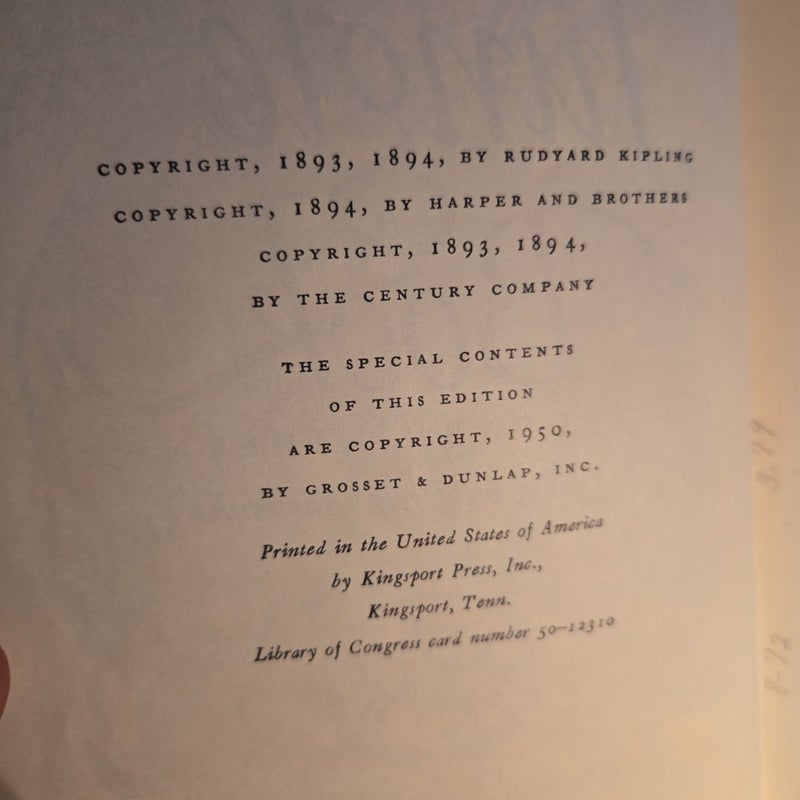 COPYRIGHT, 1893, 1894, BY RUDYARD KIPLING
COPYRIGHT, 1894, BY HARPER AND BROTHERS
COPYRIGHT, 1893, 1894,
BY THE CENTURY COMPANY
THE SPECIAL CONTENTS
OF THIS EDITION
ARE COPYRIGHT, 1950,
BY GROSSET & DUNLAP, INC.
Printed in the United States of America
by Kingsport Press, Inc.,
Kingsport, Tenn.
Library of Congress card number 50-12310